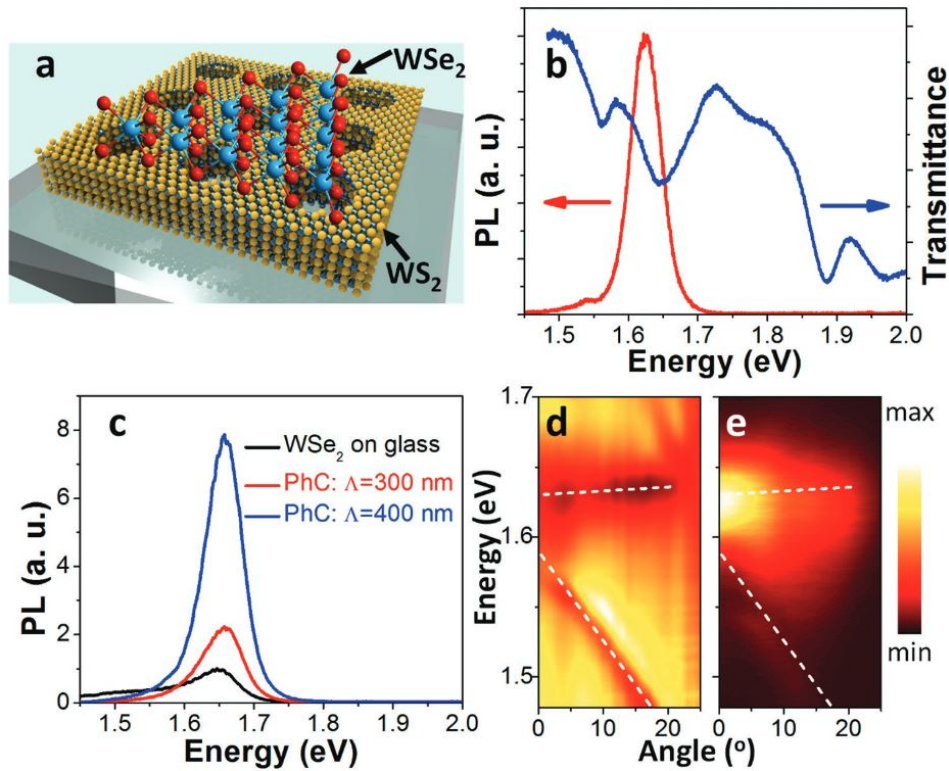 a
WSe2
WS2
b
PL (a. u.)
Transmittance
1.5 1.6 1.7 1.8 1.9 2.0
Energy (eV)
c
WSe2 on glass
PhC: Λ=300 nm
PhC: Λ=400 nm
PL (a. u.)
8
6
4
2
0
1.5 1.6 1.7 1.8 1.9 2.0
Energy (eV)
d
e
Energy (eV)
1.7
1.6
1.5
0 10 20 0 10 20
Angle (o)
max
min